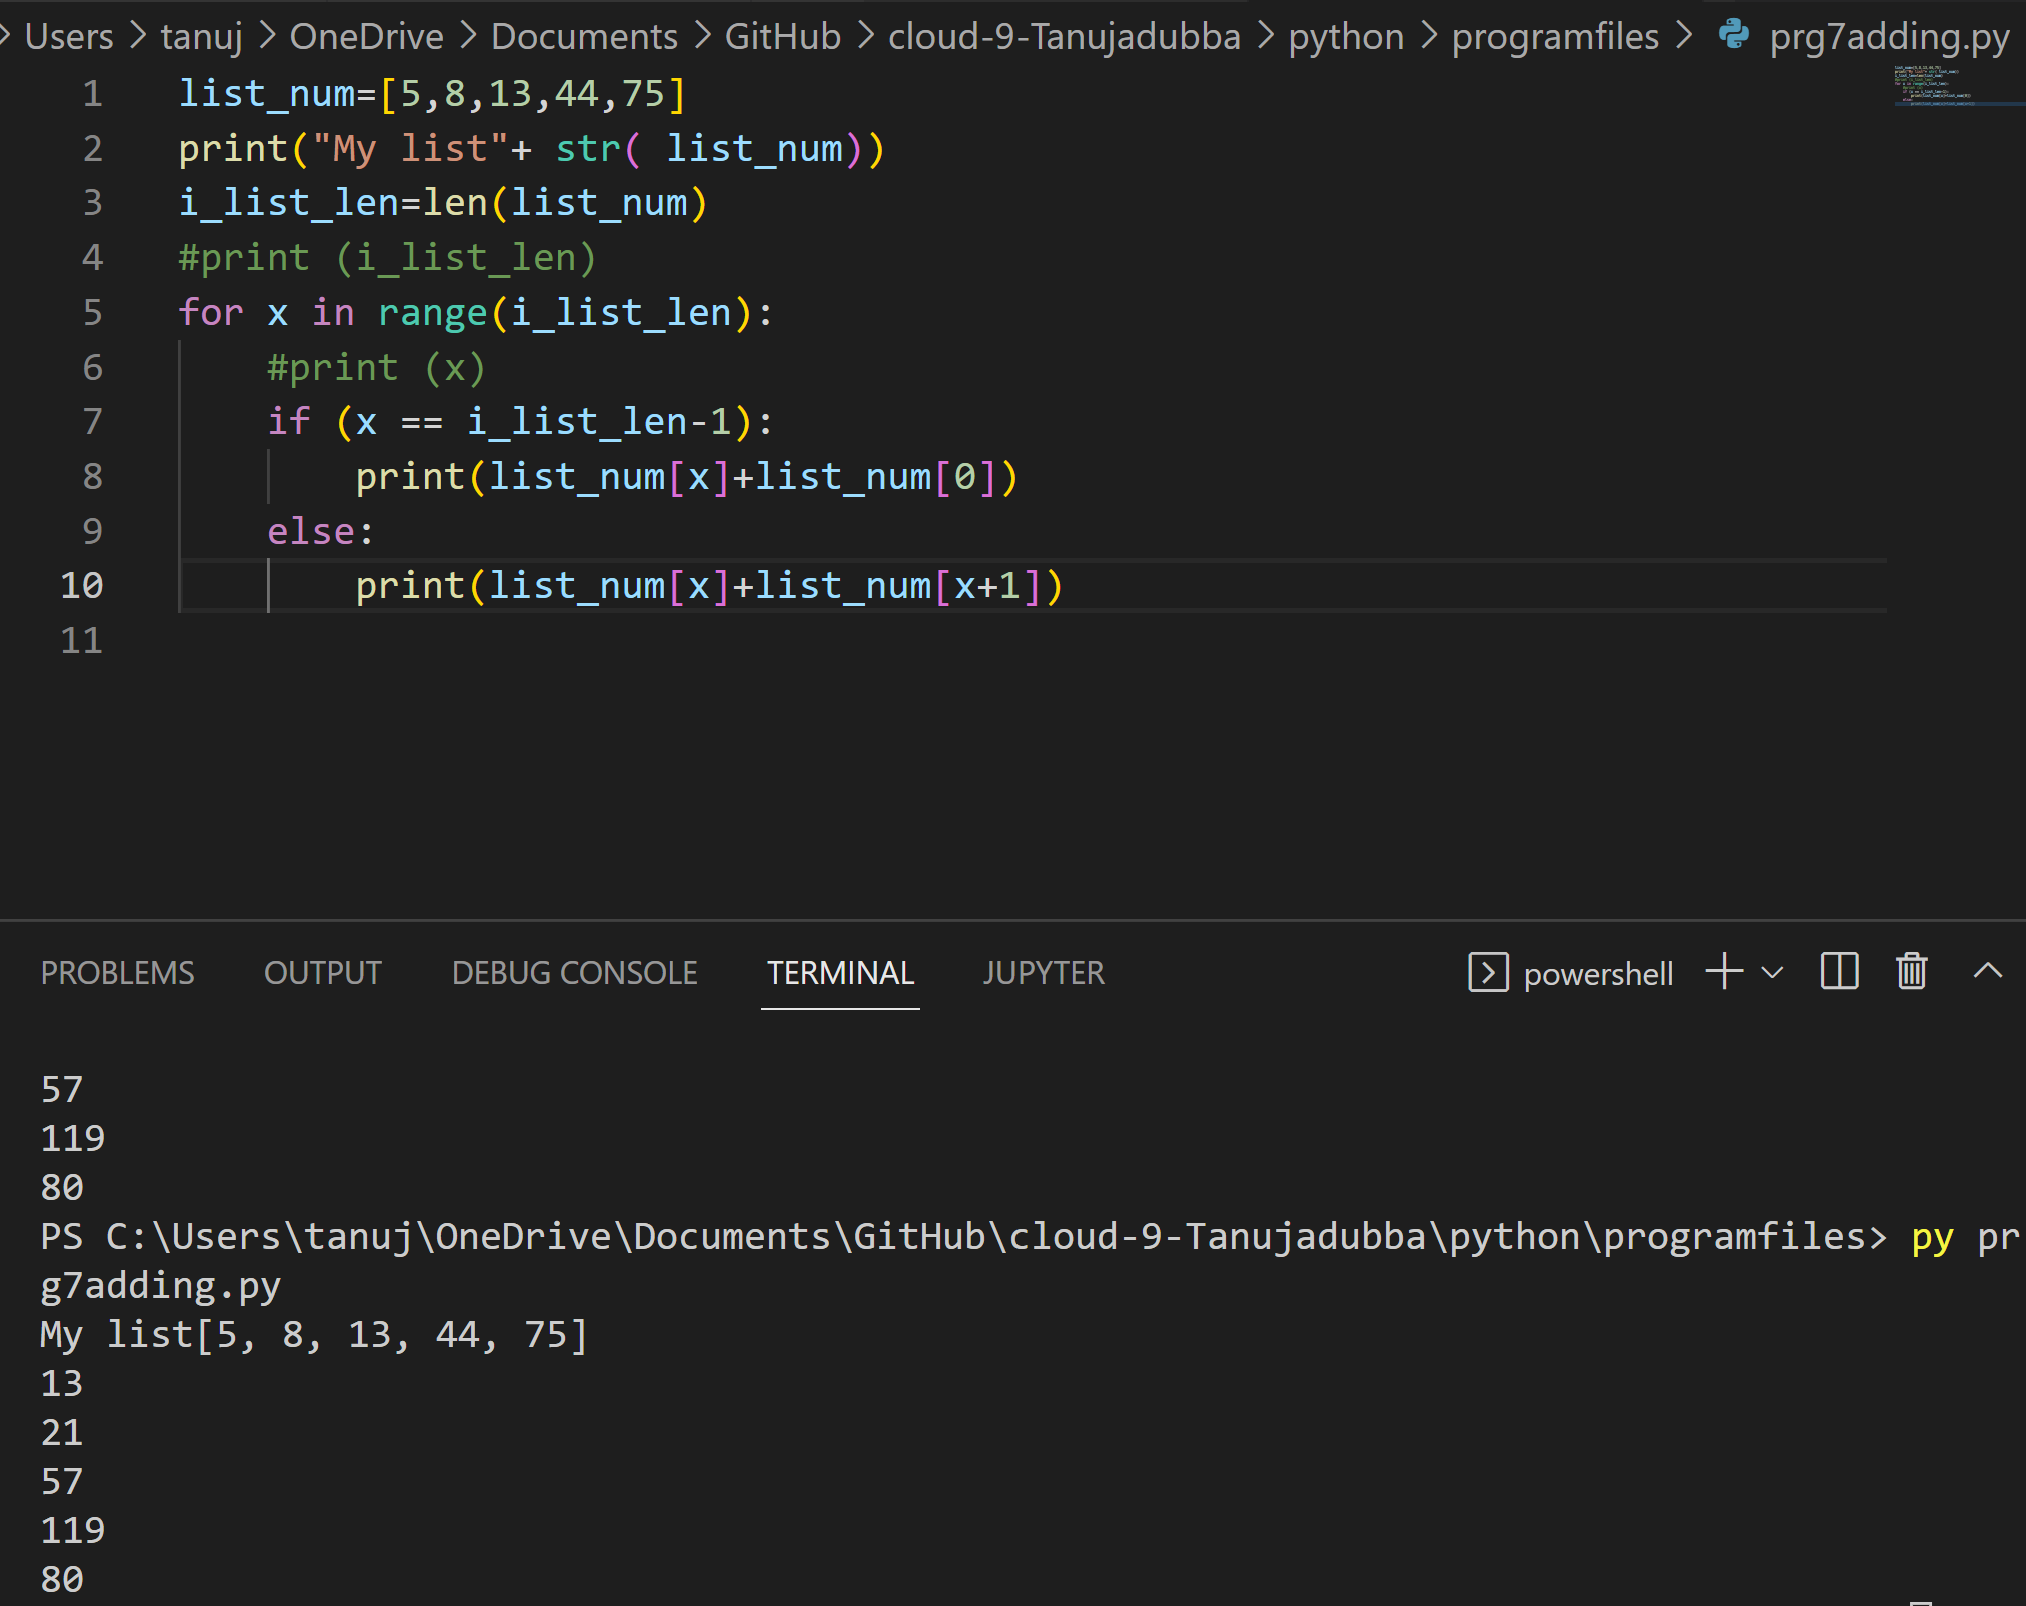 > Users > tanuj > OneDrive > Documents > GitHub > cloud-9-Tanujadubba > python > programfiles > prg7adding.py
1 list_num=[5,8,13,44,75]
2 print("My list"+ str( list_num))
3 i_list_len=len(list_num)
4 #print (i_list_len)
5 for x in range(i_list_len):
6     #print (x)
7     if (x == i_list_len-1):
8         print(list_num[x]+list_num[0])
9     else:
10         print(list_num[x]+list_num[x+1])
11
PROBLEMS OUTPUT DEBUG CONSOLE TERMINAL JUPYTER powershell
57
119
80
PS C:\Users\tanuj\OneDrive\Documents\GitHub\cloud-9-Tanujadubba\python\programfiles> py pr
g7adding.py
My list[5, 8, 13, 44, 75]
13
21
57
119
80